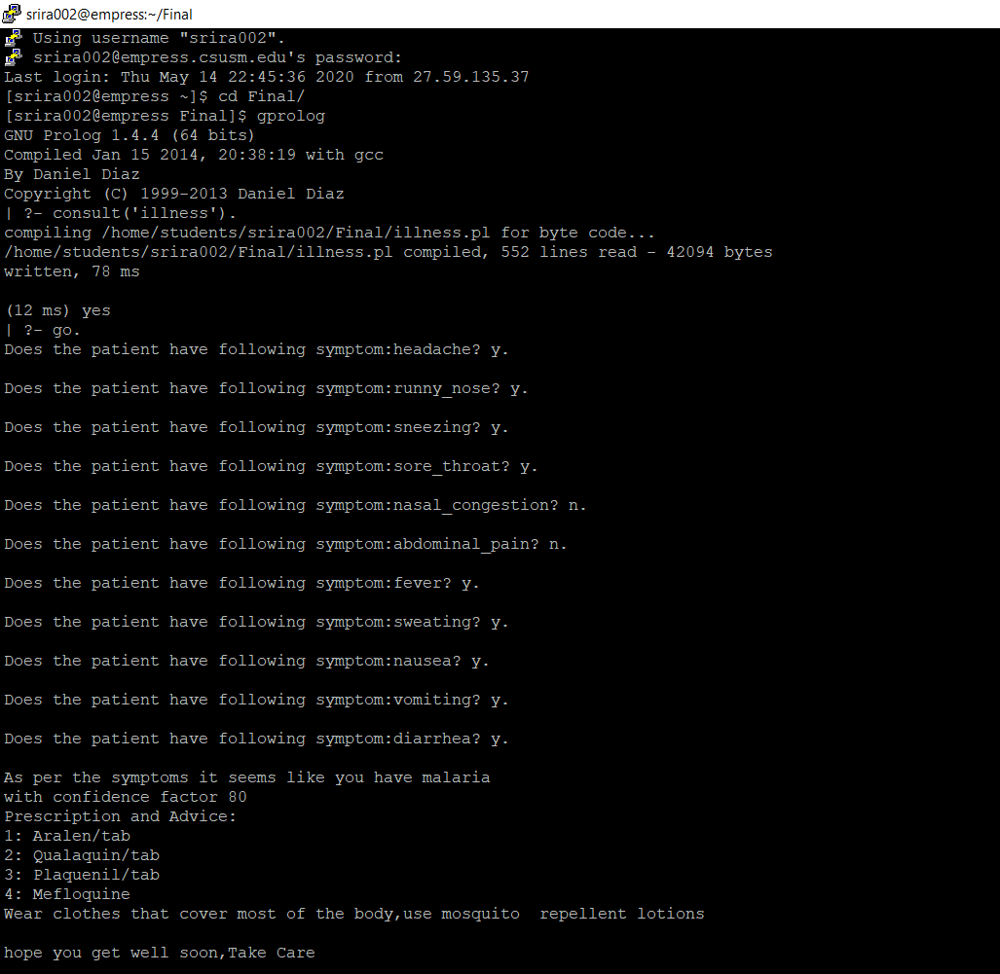 srira002@empress:~/Final
Using username "srira002".
srira002@empress.csusm.edu's password:
Last login: Thu May 14 22:45:36 2020 from 27.59.135.37
[srira002@empress ~]$ cd Final/
[srira002@empress Final]$ gprolog
GNU Prolog 1.4.4 (64 bits)
Compiled Jan 15 2014, 20:38:19 with gcc
By Daniel Diaz
Copyright (C) 1999-2013 Daniel Diaz
| ?- consult('illness').
compiling /home/students/srira002/Final/illness.pl for byte code...
/home/students/srira002/Final/illness.pl compiled, 552 lines read - 42094 bytes
written, 78 ms
(12 ms) yes
| ?- go.
Does the patient have following symptom:headache? y.
Does the patient have following symptom:runny_nose? y.
Does the patient have following symptom:sneezing? y.
Does the patient have following symptom:sore_throat? y.
Does the patient have following symptom:nasal_congestion? n.
Does the patient have following symptom:abdominal_pain? n.
Does the patient have following symptom:fever? y.
Does the patient have following symptom:sweating? y.
Does the patient have following symptom:nausea? y.
Does the patient have following symptom:vomiting? y.
Does the patient have following symptom:diarrhea? y.
As per the symptoms it seems like you have malaria
with confidence factor 80
Prescription and Advice:
1: Aralen/tab
2: Qualaquin/tab
3: Plaquenil/tab
4: Mefloquine
Wear clothes that cover most of the body,use mosquito  repellent lotions
hope you get well soon,Take Care